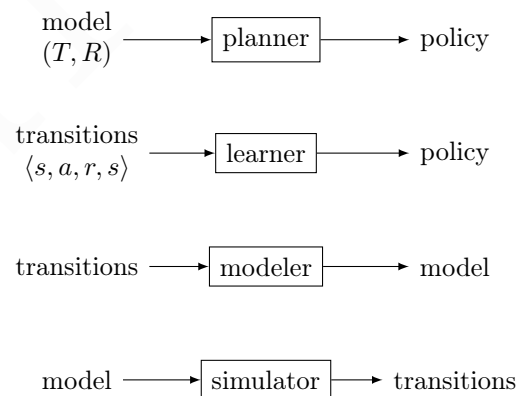 model
(T, R)
planner
policy
transitions
⟨s, a, r, s⟩
learner
policy
transitions
modeler
model
model
simulator
transitions